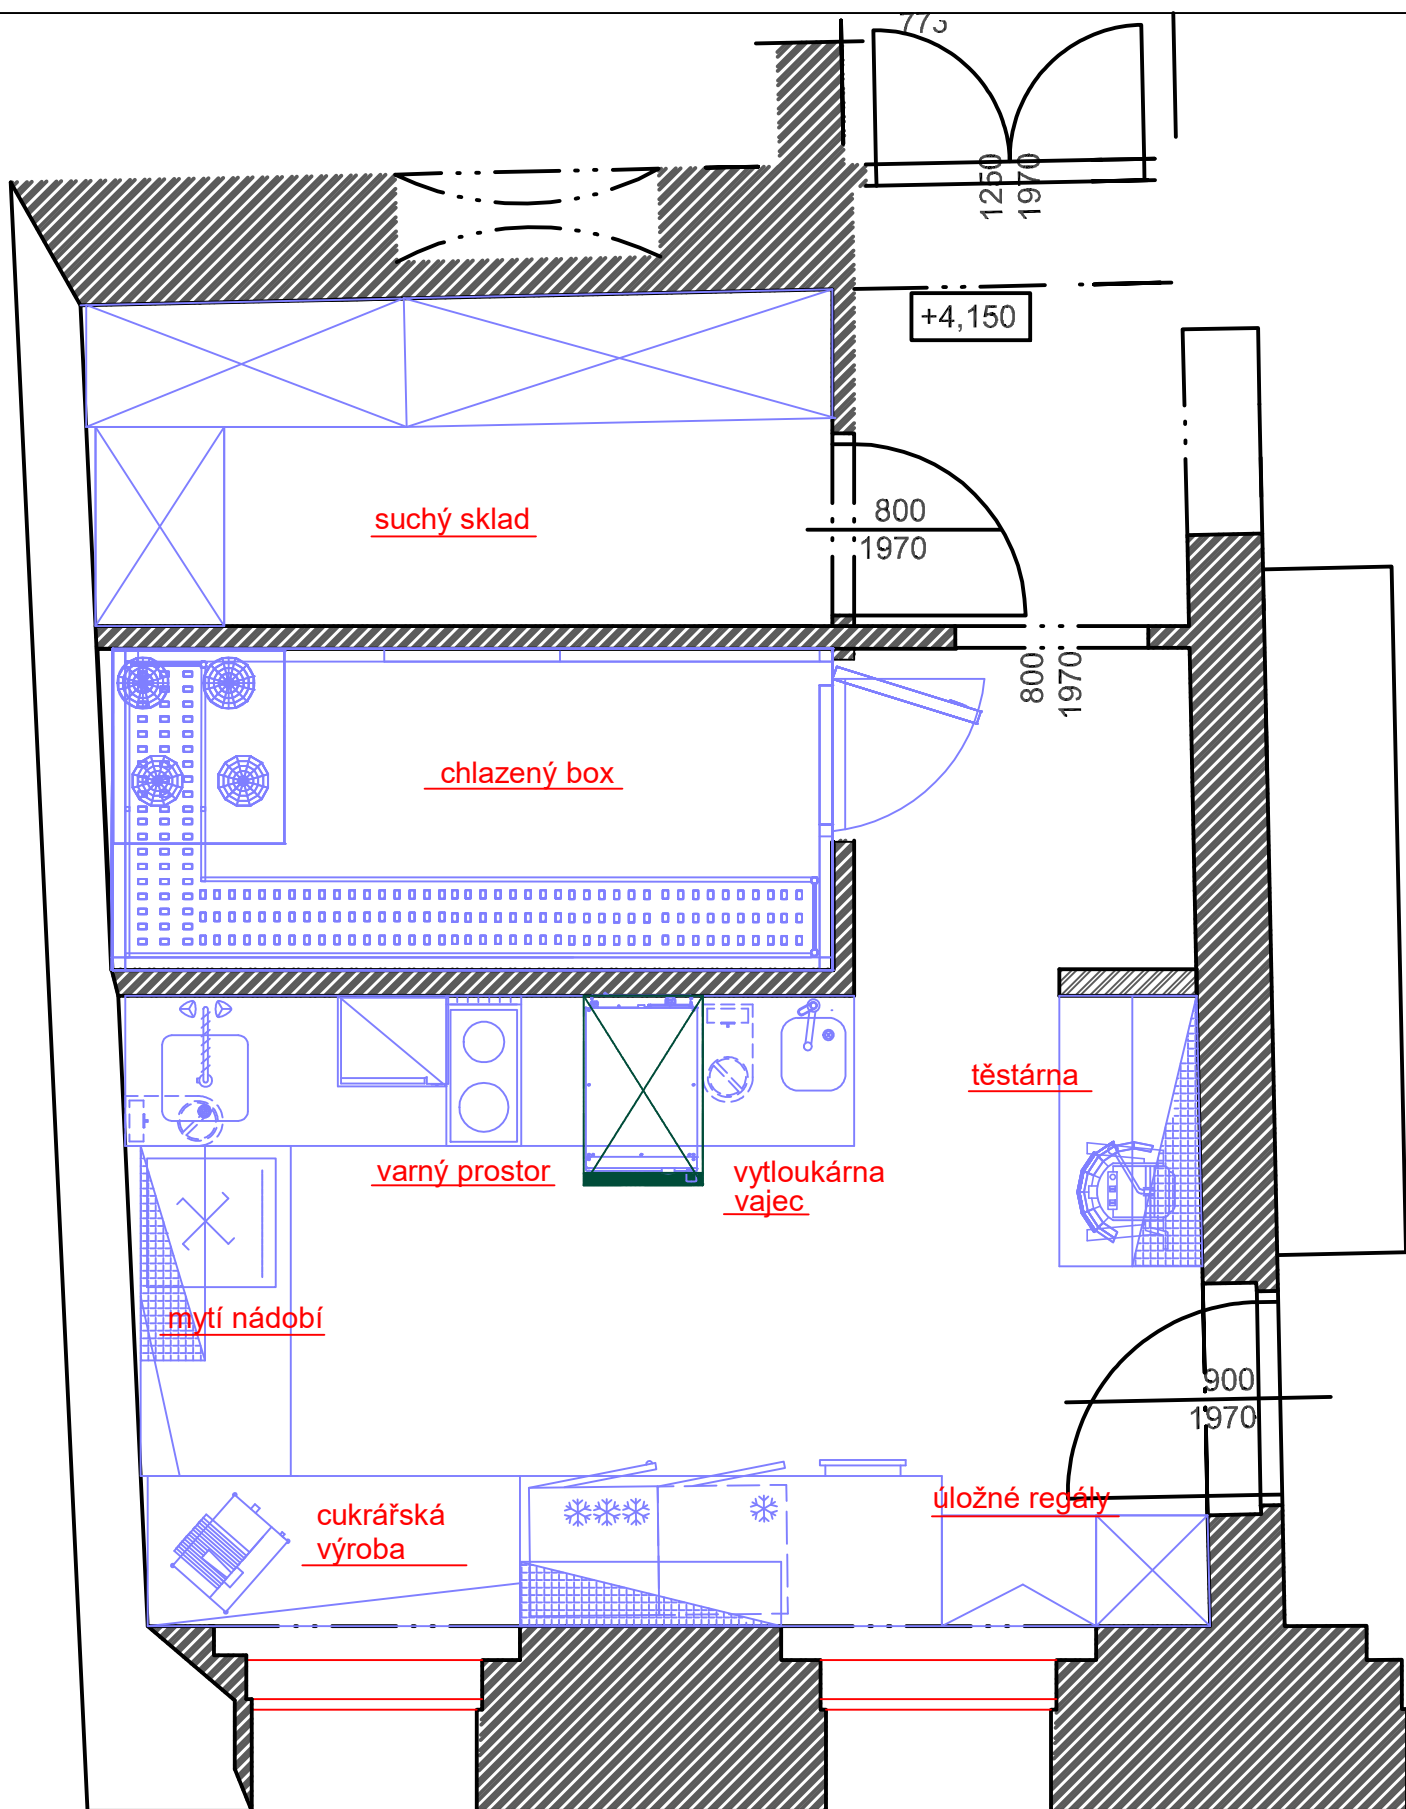 773
1250
1970
+4,150
suchý sklad
800
1970
800
1970
chlazený box
těstárna
varný prostor
vytloukárna
vajec
mytí nádobí
900
1970
úložné regály
cukrářská
výroba